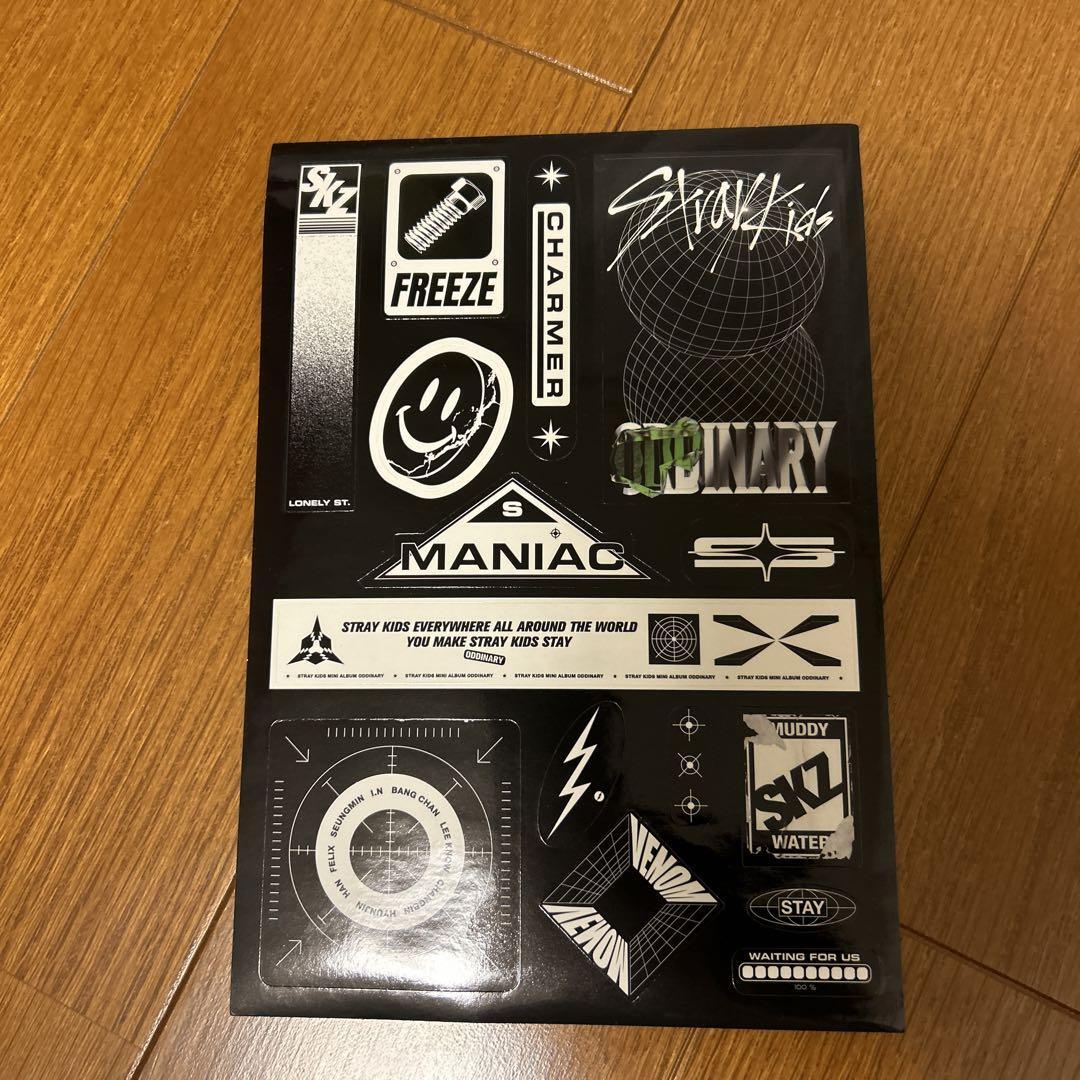 SKZ
LONELY ST.
FREEZE
CHARMER
Stray Kids
ORDINARY
S
MANIAC
S S
STRAY KIDS EVERYWHERE ALL AROUND THE WORLD
YOU MAKE STRAY KIDS STAY
ODDINARY
STRAY KIDS MINI ALBUM ODDINARY STRAY KIDS MINI ALBUM ODDINARY STRAY KIDS MINI ALBUM ODDINARY STRAY KIDS MINI ALBUM ODDINARY STRAY KIDS MINI ALBUM ODDINARY
BANG CHAN LEE KNOW CHANGBIN HYUNJIN HAN FELIX SEUNGMIN I.N
MUDDY
SKZ
WATER
VENOM
VENOM
STAY
WAITING FOR US
100 %